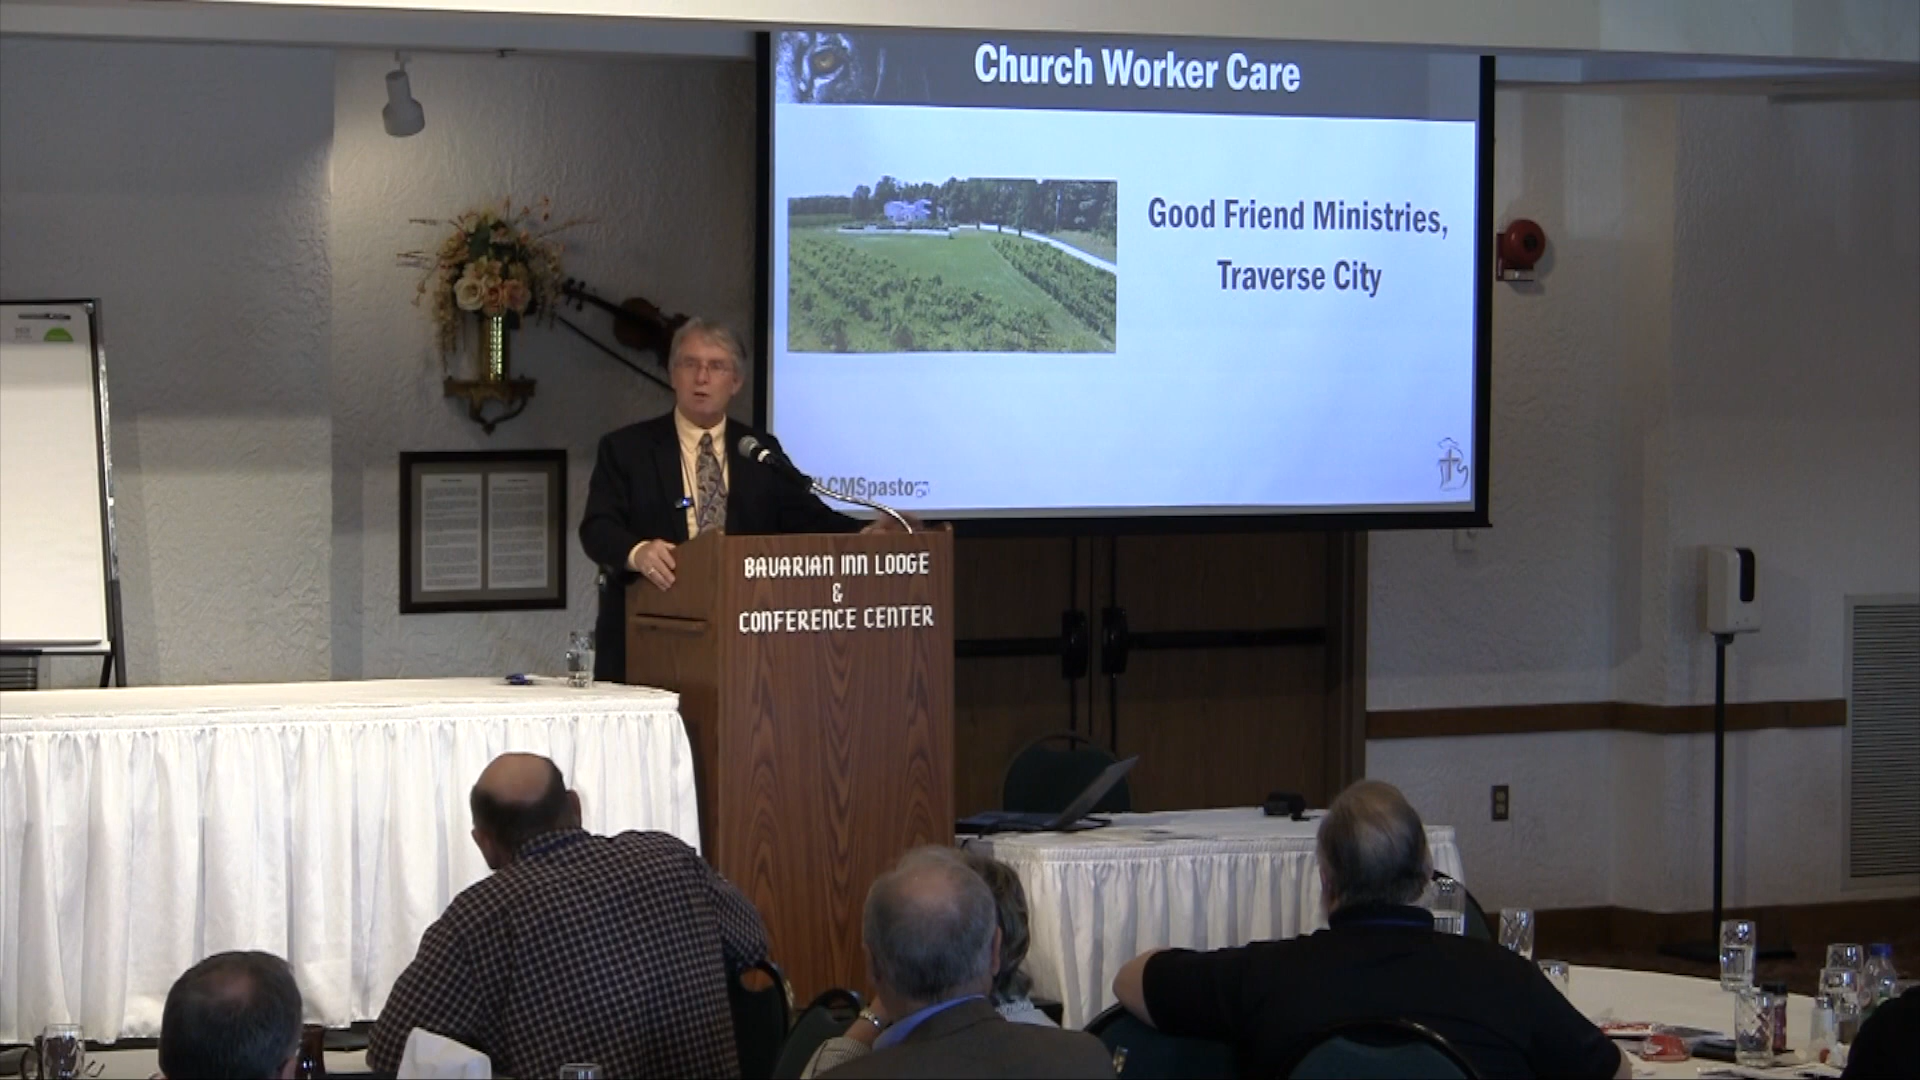 Church Worker Care
Good Friend Ministries,
Traverse City
LCMSpastor
BAVARIAN INN LODGE
&
CONFERENCE CENTER